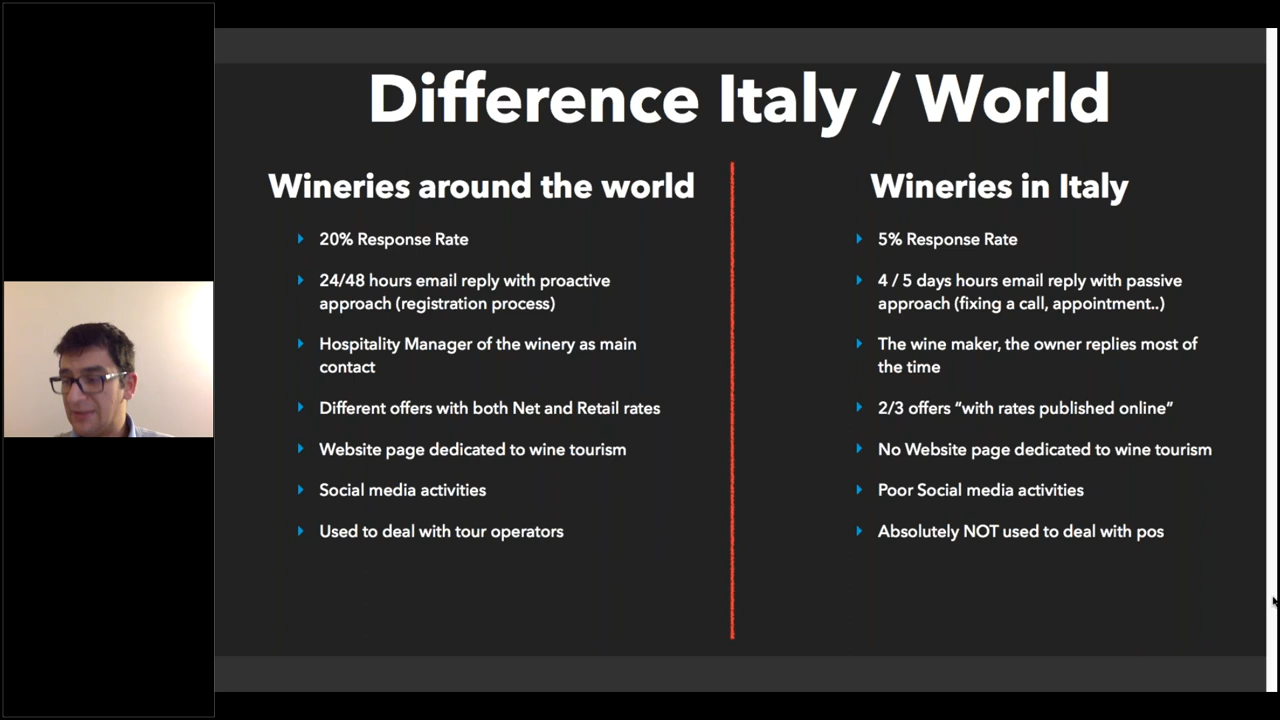 Difference Italy / World
Wineries around the world
20% Response Rate
24/48 hours email reply with proactive
approach (registration process)
Hospitality Manager of the winery as main
contact
Different offers with both Net and Retail rates
Website page dedicated to wine tourism
Social media activities
Used to deal with tour operators
Wineries in Italy
5% Response Rate
4 / 5 days hours email reply with passive
approach (fixing a call, appointment..)
The wine maker, the owner replies most of
the time
2/3 offers “with rates published online”
No Website page dedicated to wine tourism
Poor Social media activities
Absolutely NOT used to deal with pos